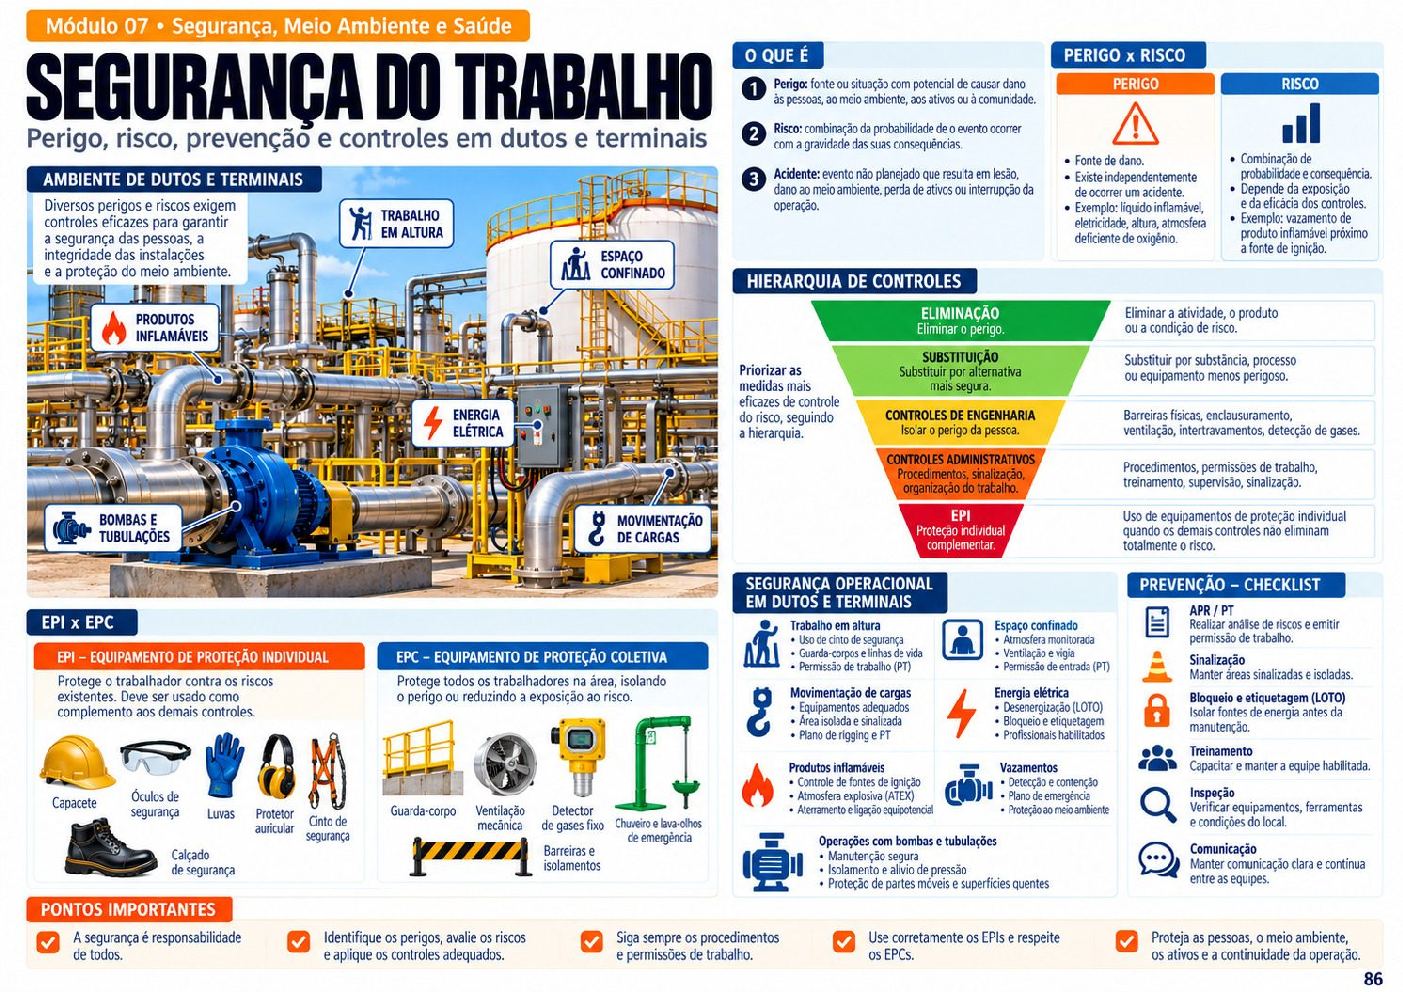 Módulo 07 • Segurança, Meio Ambiente e Saúde
SEGURANÇA DO TRABALHO
Perigo, risco, prevenção e controles em dutos e terminais
AMBIENTE DE DUTOS E TERMINAIS
Diversos perigos e riscos exigem
controles eficazes para garantir
a segurança das pessoas, a
integridade das instalações
e a proteção do meio ambiente.
TRABALHO
EM ALTURA
ESPAÇO
CONFINADO
PRODUTOS
INFLAMÁVEIS
ENERGIA
ELÉTRICA
BOMBAS E
TUBULAÇÕES
MOVIMENTAÇÃO
DE CARGAS
O QUE É
1 Perigo: fonte ou situação com potencial de causar dano
às pessoas, ao meio ambiente, aos ativos ou à comunidade.
2 Risco: combinação da probabilidade de o evento ocorrer
com a gravidade das suas consequências.
3 Acidente: evento não planejado que resulta em lesão,
dano ao meio ambiente, perda de ativos ou interrupção da
operação.
PERIGO x RISCO
PERIGO
• Fonte de dano.
• Existe independentemente
de ocorrer um acidente.
• Exemplo: líquido inflamável,
eletricidade, altura, atmosfera
deficiente de oxigênio.
RISCO
• Combinação de
probabilidade e consequência.
• Depende da exposição
e da eficácia dos controles.
• Exemplo: vazamento de
produto inflamável próximo
a fonte de ignição.
HIERARQUIA DE CONTROLES
Priorizar as
medidas mais
eficazes de controle
do risco, seguindo
a hierarquia.
ELIMINAÇÃO
Eliminar o perigo.
Eliminar a atividade, o produto
ou a condição de risco.
SUBSTITUIÇÃO
Substituir por alternativa
mais segura.
Substituir por substância, processo
ou equipamento menos perigoso.
CONTROLES DE ENGENHARIA
Isolar o perigo da pessoa.
Barreiras físicas, enclausuramento,
ventilação, intertravamentos, detecção de gases.
CONTROLES ADMINISTRATIVOS
Procedimentos, sinalização,
organização do trabalho.
Procedimentos, permissões de trabalho,
treinamento, supervisão, sinalização.
EPI
Proteção individual
complementar.
Uso de equipamentos de proteção individual
quando os demais controles não eliminam
totalmente o risco.
EPI x EPC
EPI – EQUIPAMENTO DE PROTEÇÃO INDIVIDUAL
Protege o trabalhador contra os riscos
existentes. Deve ser usado como
complemento aos demais controles.
Capacete
Óculos de
segurança
Luvas
Protetor
auricular
Cinto de
segurança
Calçado
de segurança
EPC – EQUIPAMENTO DE PROTEÇÃO COLETIVA
Protege todos os trabalhadores na área, isolando
o perigo ou reduzindo a exposição ao risco.
Guarda-corpo
Ventilação
mecânica
Detector
de gases fixo
Chuveiro e lava-olhos
de emergência
Barreiras e
isolamentos
SEGURANÇA OPERACIONAL
EM DUTOS E TERMINAIS
Trabalho em altura
• Uso de cinto de segurança
• Guarda-corpos e linhas de vida
• Permissão de trabalho (PT)
Espaço confinado
• Atmosfera monitorada
• Ventilação e vigia
• Permissão de entrada (PT)
Movimentação de cargas
• Equipamentos adequados
• Área isolada e sinalizada
• Plano de rigging e PT
Energia elétrica
• Desenergização (LOTO)
• Bloqueio e etiquetagem
• Profissionais habilitados
Produtos inflamáveis
• Controle de fontes de ignição
• Atmosfera explosiva (ATEX)
• Aterramento e ligação equipotencial
Vazamentos
• Detecção e contenção
• Plano de emergência
• Proteção ao meio ambiente
Operações com bombas e tubulações
• Manutenção segura
• Isolamento e alívio de pressão
• Proteção de partes móveis e superfícies quentes
PREVENÇÃO – CHECKLIST
APR / PT
Realizar análise de riscos e emitir
permissão de trabalho.
Sinalização
Manter áreas sinalizadas e isoladas.
Bloqueio e etiquetagem (LOTO)
Isolar fontes de energia antes da
manutenção.
Treinamento
Capacitar e manter a equipe habilitada.
Inspeção
Verificar equipamentos, ferramentas
e condições do local.
Comunicação
Manter comunicação clara e contínua
entre as equipes.
PONTOS IMPORTANTES
A segurança é responsabilidade
de todos.
Identifique os perigos, avalie os riscos
e aplique os controles adequados.
Siga sempre os procedimentos
e permissões de trabalho.
Use corretamente os EPIs e respeite
os EPCs.
Proteja as pessoas, o meio ambiente,
os ativos e a continuidade da operação.
86